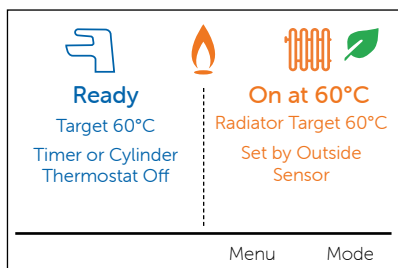 Ready
Target 60°C
Timer or Cylinder
Thermostat Off
On at 60°C
Radiator Target 60°C
Set by Outside
Sensor
Menu
Mode